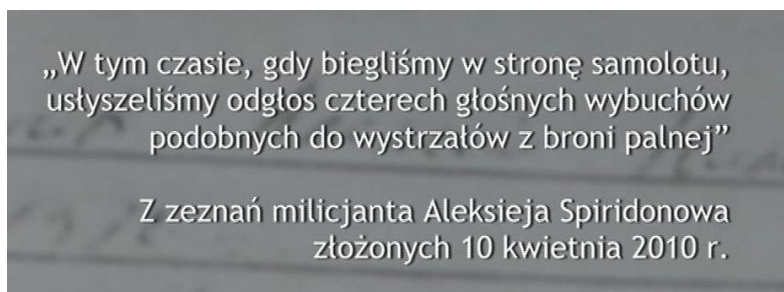 „W tym czasie, gdy biegliśmy w stronę samolotu,
usłyszeliśmy odgłos czterech głośnych wybuchów
podobnych do wystrzałów z broni palnej”
Z zeznań milicjanta Aleksieja Spiridonowa
złożonych 10 kwietnia 2010 r.